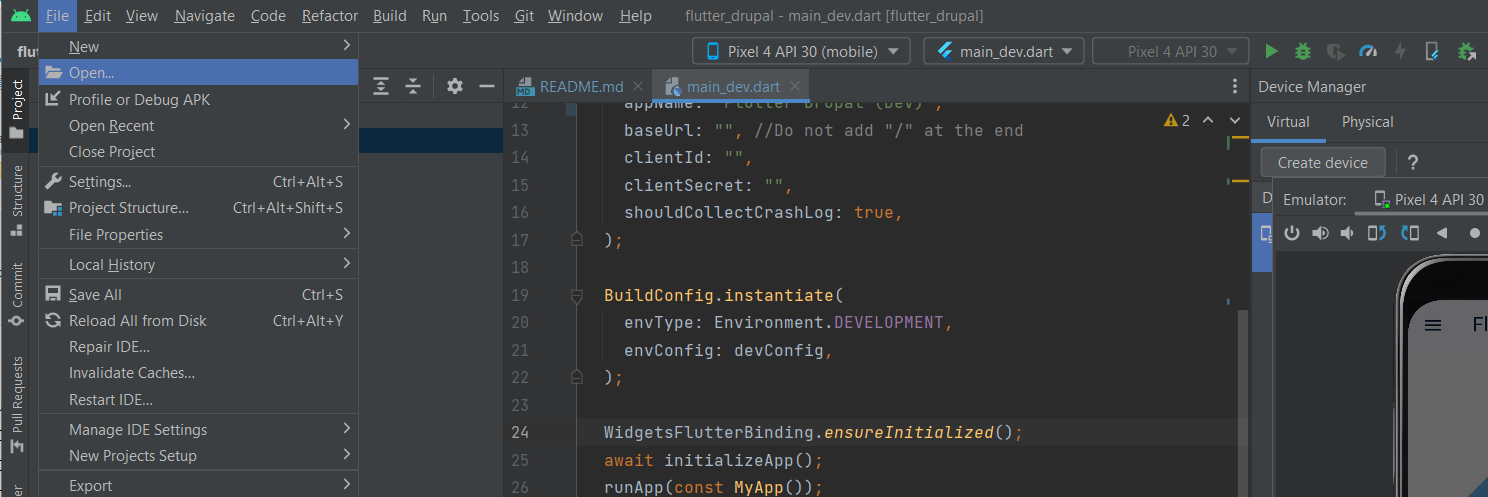 File Edit View Navigate Code Refactor Build Run Tools Git Window Help flutter_drupal - main_dev.dart [flutter_drupal]
Pixel 4 API 30 (mobile) main_dev.dart Pixel 4 API 30
New
Open...
Profile or Debug APK
Open Recent
Close Project
Settings... Ctrl+Alt+S
Project Structure... Ctrl+Alt+Shift+S
File Properties
Local History
Save All Ctrl+S
Reload All from Disk Ctrl+Alt+Y
Repair IDE...
Invalidate Caches...
Restart IDE...
Manage IDE Settings
New Projects Setup
Export
Project
Structure
Commit
Pull Requests
MD README.md main_dev.dart
12 appName: "Flutter Drupal (Dev)",
13 baseUrl: "", //Do not add "/" at the end
14 clientId: "",
15 clientSecret: "",
16 shouldCollectCrashLog: true,
17 );
18
19 BuildConfig.instantiate(
20 envType: Environment.DEVELOPMENT,
21 envConfig: devConfig,
22 );
23
24 WidgetsFlutterBinding.ensureInitialized();
25 await initializeApp();
26 runApp(const MyApp());
2
Device Manager
Virtual Physical
Create device ?
D
Emulator: Pixel 4 API 30